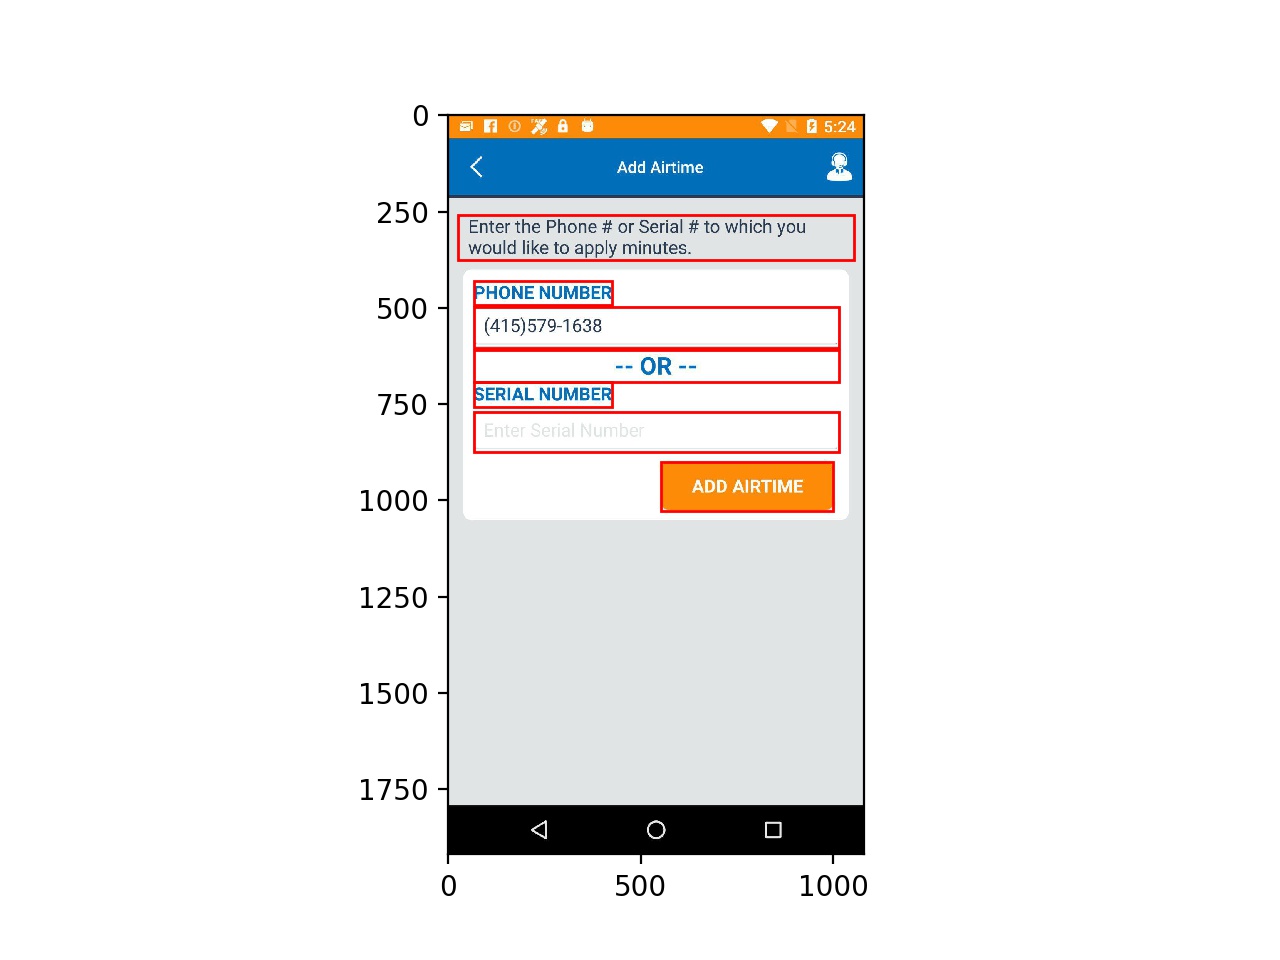 0
5:24
Add Airtime
250
Enter the Phone # or Serial # to which you
would like to apply minutes.
PHONE NUMBER
500
(415)579-1638
-- OR --
750
SERIAL NUMBER
Enter Serial Number
1000
ADD AIRTIME
1250
1500
1750
0
500
1000